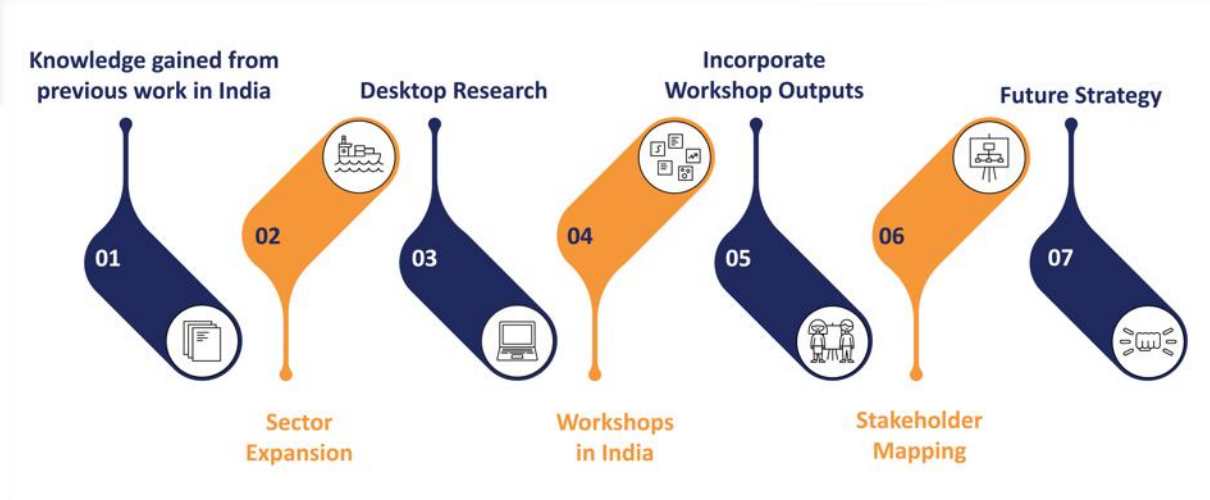 Knowledge gained from
previous work in India
01
02
Sector
Expansion
Desktop Research
03
04
Workshops
in India
Incorporate
Workshop Outputs
05
06
Stakeholder
Mapping
Future Strategy
07